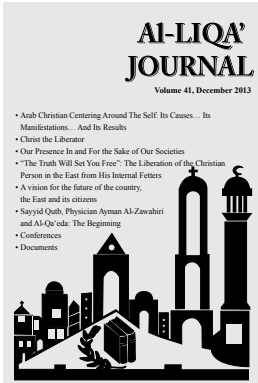 Al-LIQA'
JOURNAL
Volume 41, December 2013
• Arab Christian Centering Around The Self: Its Causes... Its
Manifestations... And Its Results
• Christ the Liberator
• Our Presence In and For the Sake of Our Societies
• “The Truth Will Set You Free”: The Liberation of the Christian
Person in the East from His Internal Fetters
• A vision for the future of the country,
the East and its citizens
• Sayyid Qutb, Physician Ayman Al-Zawahiri
and Al-Qa‘eda: The Beginning
• Conferences
• Documents